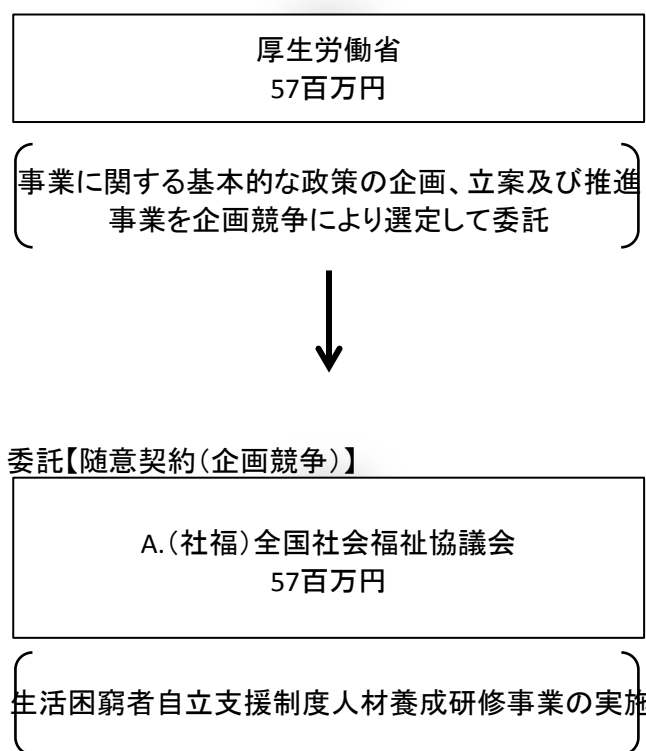 厚生労働省
57百万円
事業に関する基本的な政策の企画、立案及び推進
事業を企画競争により選定して委託
委託【随意契約(企画競争)】
A.(社福)全国社会福祉協議会
57百万円
生活困窮者自立支援制度人材養成研修事業の実施